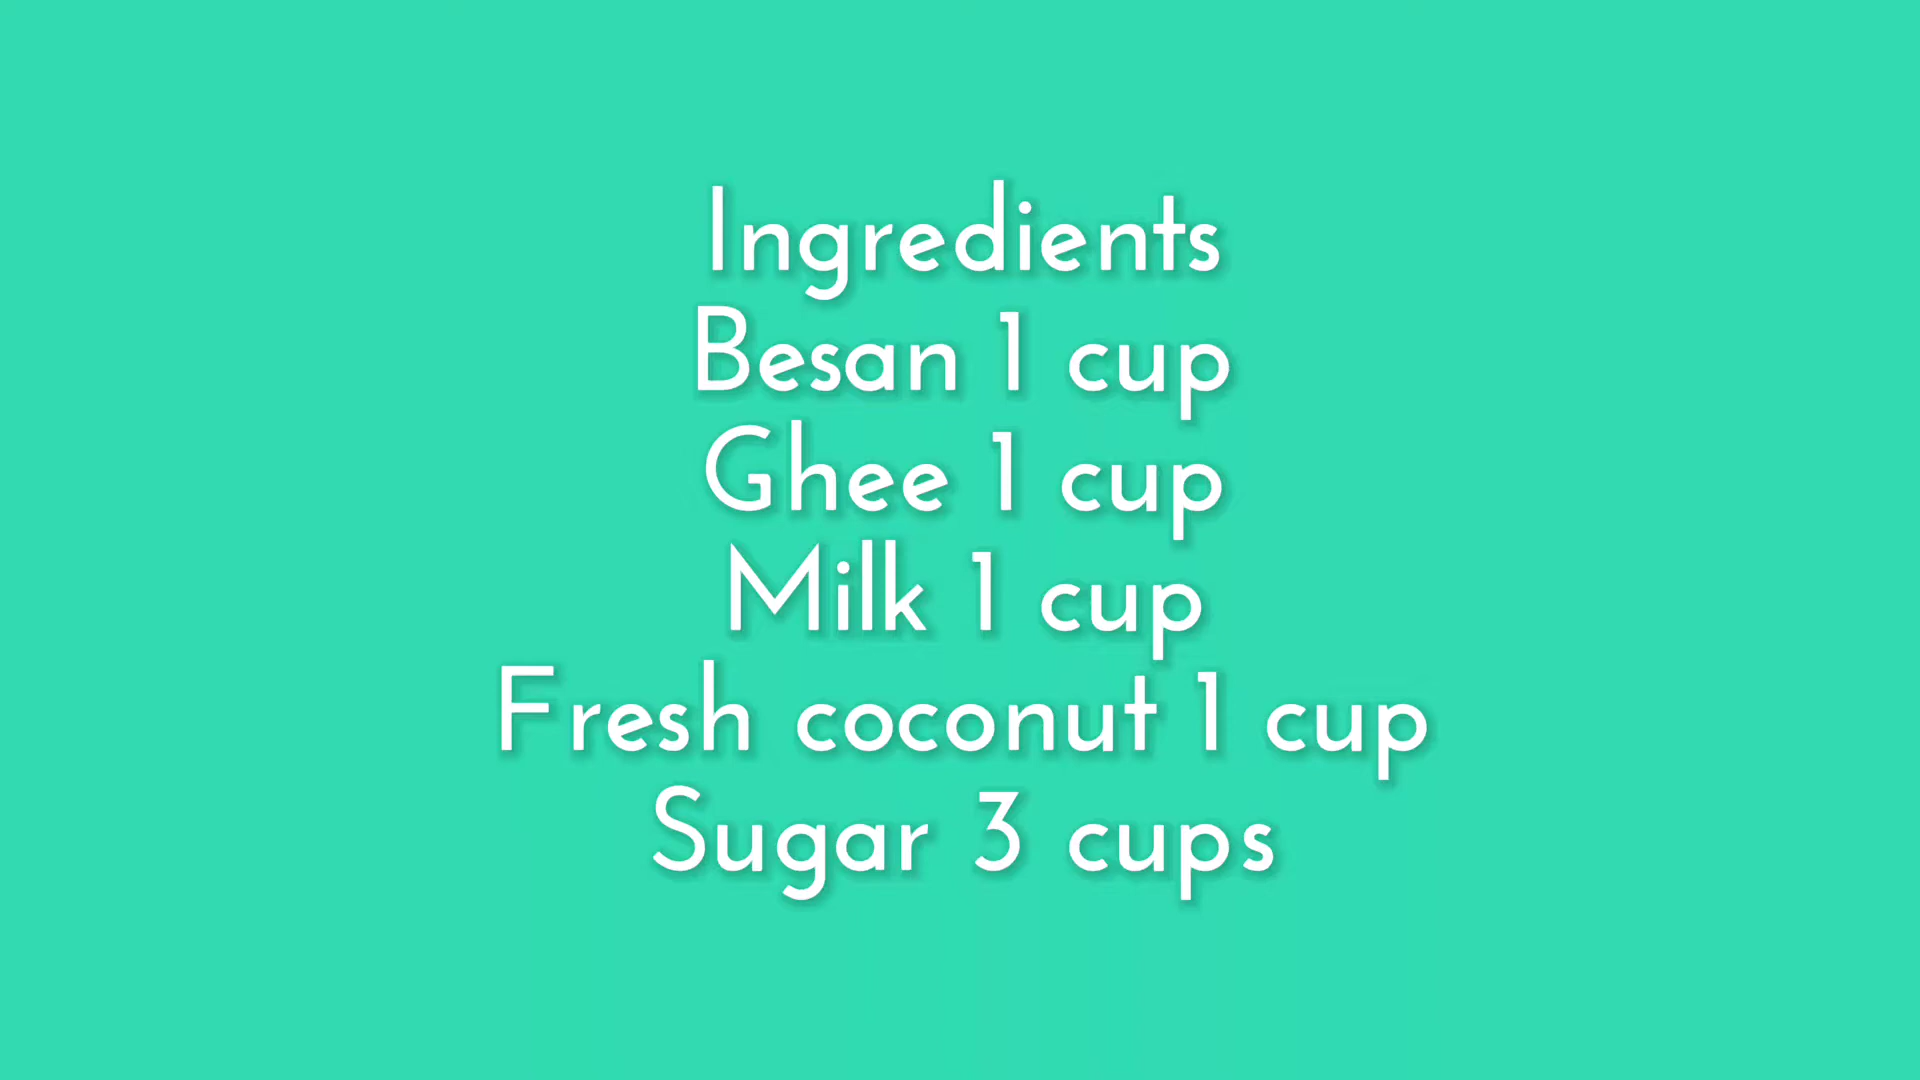 Ingredients
Besan 1 cup
Ghee 1 cup
Milk 1 cup
Fresh coconut 1 cup
Sugar 3 cups